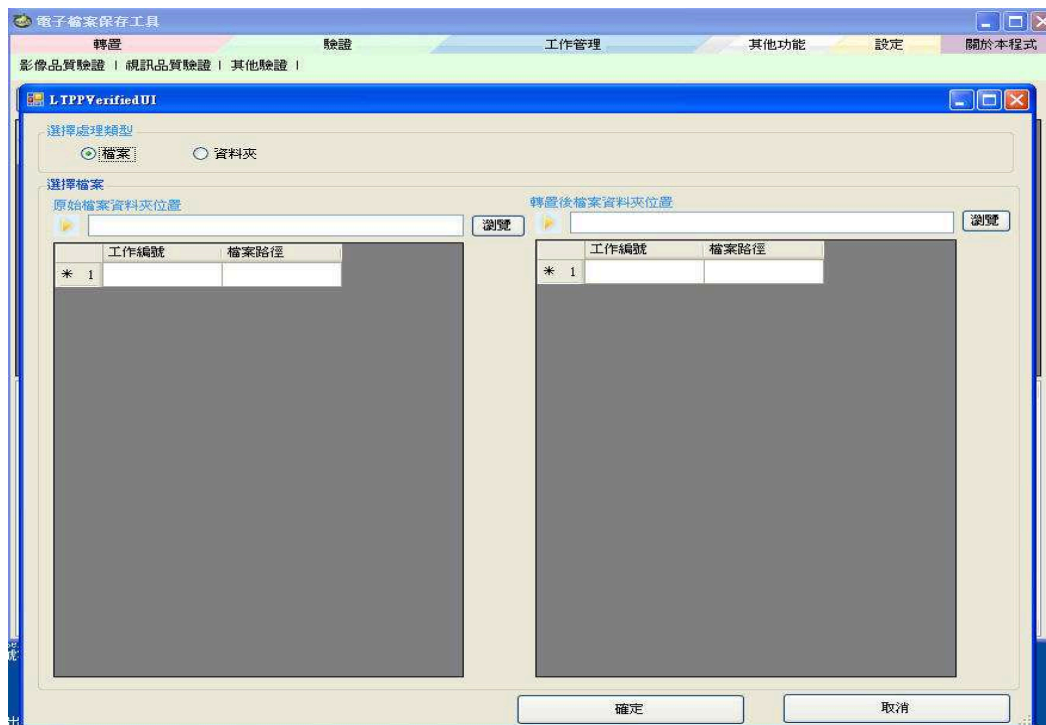 電子檔案保存工具
轉置 驗證 工作管理 其他功能 設定 關於本程式
影像品質驗證 | 視訊品質驗證 | 其他驗證 |
LTPPVerifiedUI
選擇處理類型
檔案 資料夾
選擇檔案
原始檔案資料夾位置 轉置後檔案資料夾位置
瀏覽 瀏覽
工作編號 檔案路徑 工作編號 檔案路徑
* 1 * 1
確定 取消